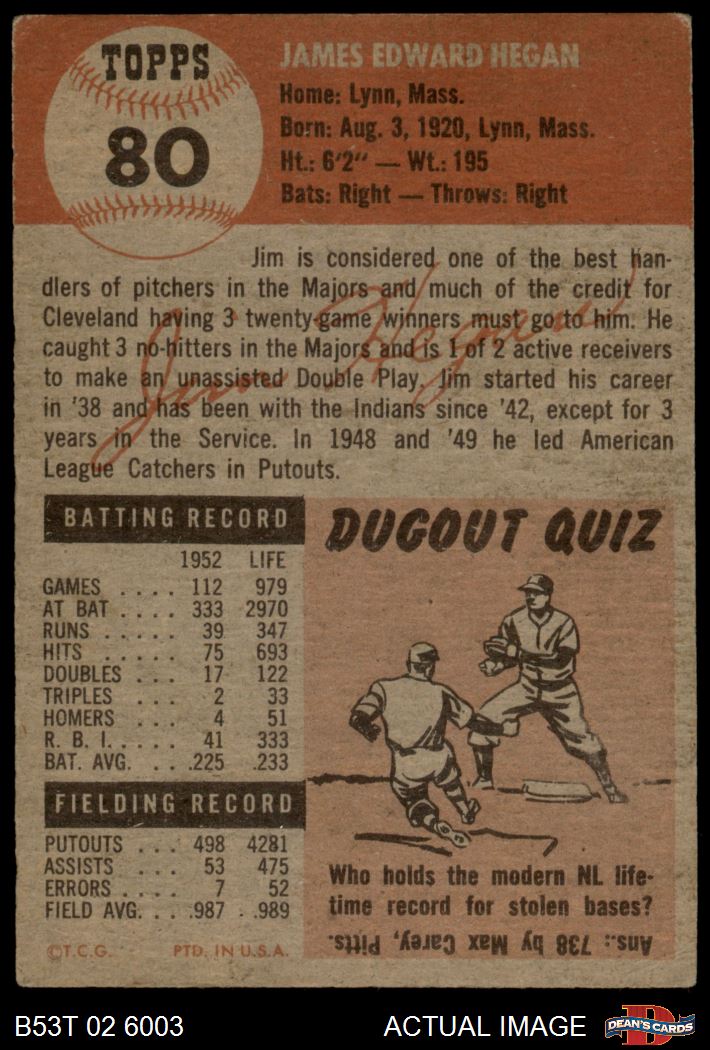 TOPPS
80
JAMES EDWARD HEGAN
Home: Lynn, Mass.
Born: Aug. 3, 1920, Lynn, Mass.
Ht.: 6'2" — Wt.: 195
Bats: Right — Throws: Right
Jim is considered one of the best han-
dlers of pitchers in the Majors and much of the credit for
Cleveland having 3 twenty-game winners must go to him. He
caught 3 no-hitters in the Majors and is 1 of 2 active receivers
to make an unassisted Double Play. Jim started his career
in '38 and has been with the Indians since '42, except for 3
years in the Service. In 1948 and '49 he led American
League Catchers in Putouts.
Jim Hegan
BATTING RECORD
1952 LIFE
GAMES .... 112 979
AT BAT .... 333 2970
RUNS ..... 39 347
HITS ..... 75 693
DOUBLES ... 17 122
TRIPLES ... 2 33
HOMERS ... 4 51
R. B. I. .... 41 333
BAT. AVG. .. .225 .233
FIELDING RECORD
PUTOUTS ... 498 4281
ASSISTS ... 53 475
ERRORS .... 7 52
FIELD AVG. .. .987 .989
©T.C.G. PTD. IN U.S.A.
DUGOUT QUIZ
Who holds the modern NL life-
time record for stolen bases?
Ans.: 738 by Max Carey, Pitts.
B53T 02 6003
ACTUAL IMAGE
DEAN'S CARDS